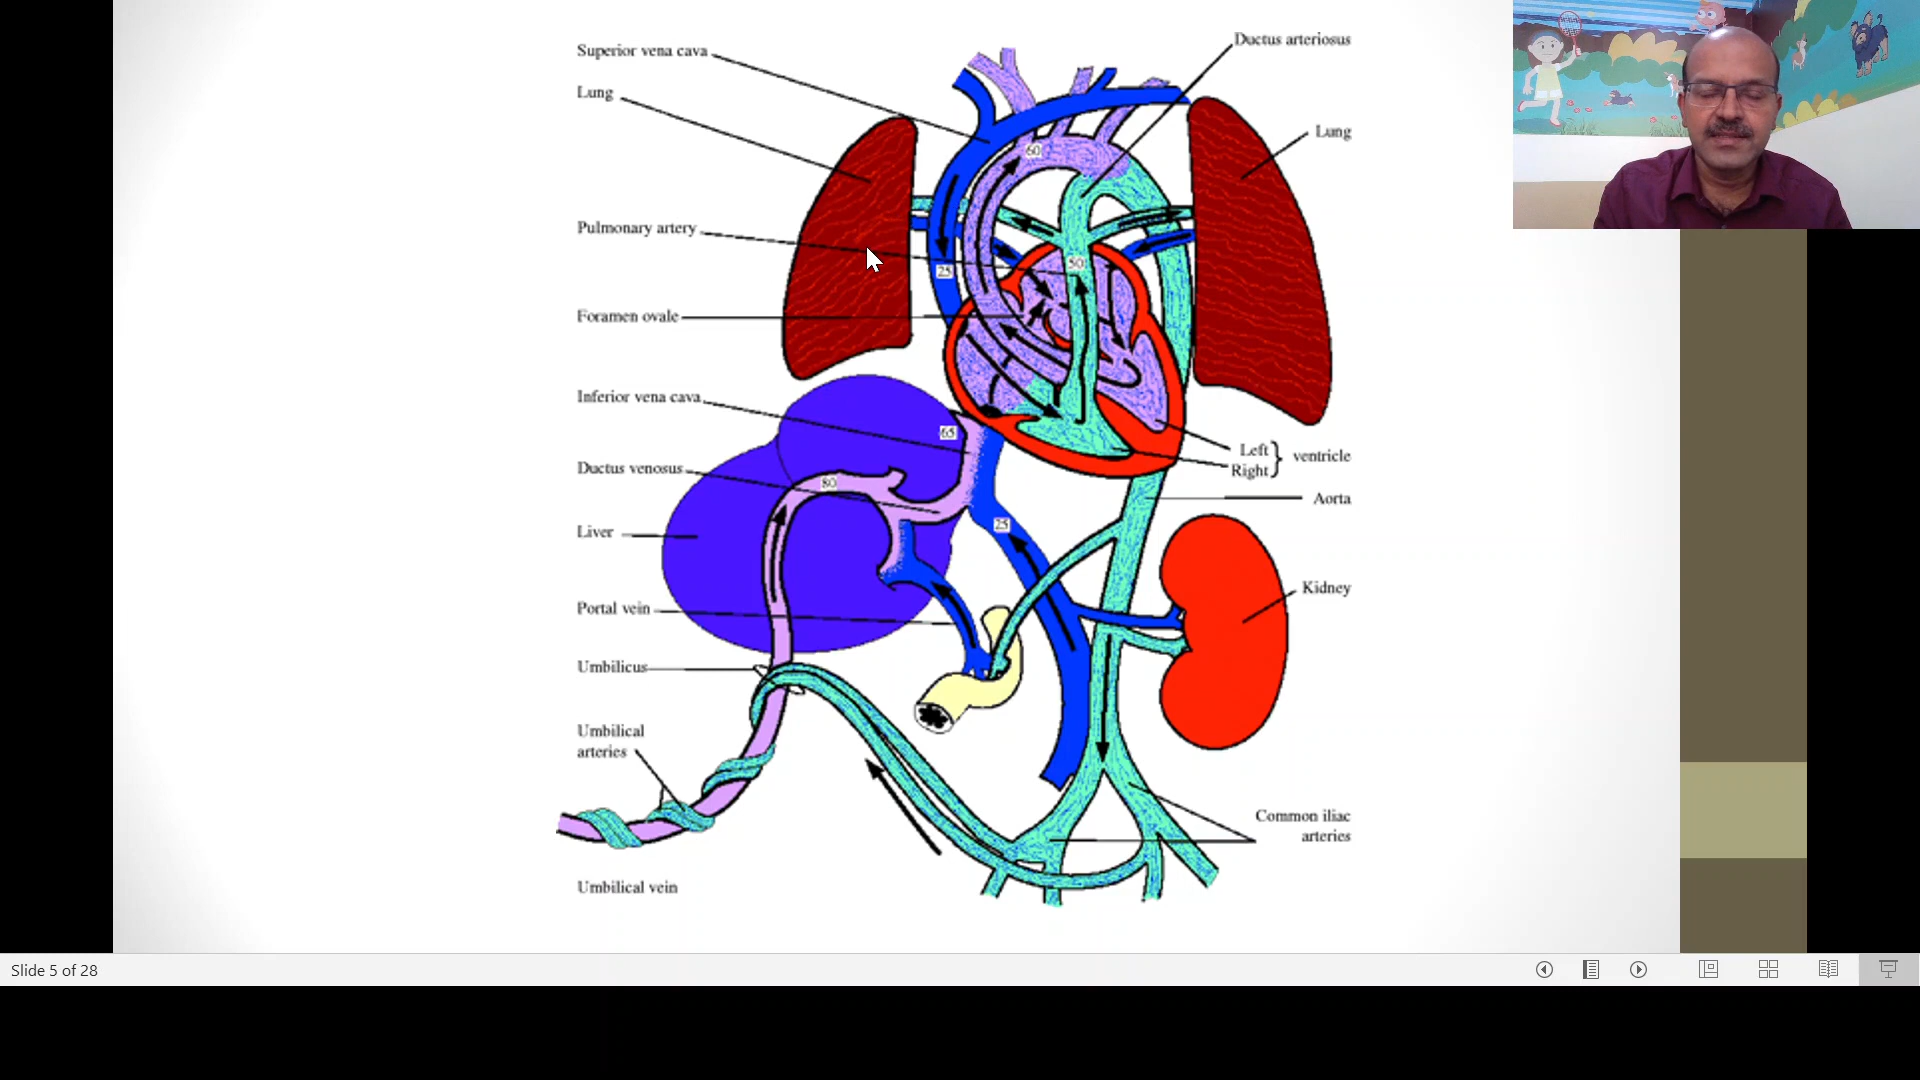 Superior vena cava
Ductus arteriosus
Lung
Lung
60
Pulmonary artery
25
50
Foramen ovale
Inferior vena cava
65
Left
Right } ventricle
Ductus venosus
80
Aorta
25
Liver
Kidney
Portal vein
Umbilicus
Umbilical
arteries
Common iliac
arteries
Umbilical vein
Slide 5 of 28